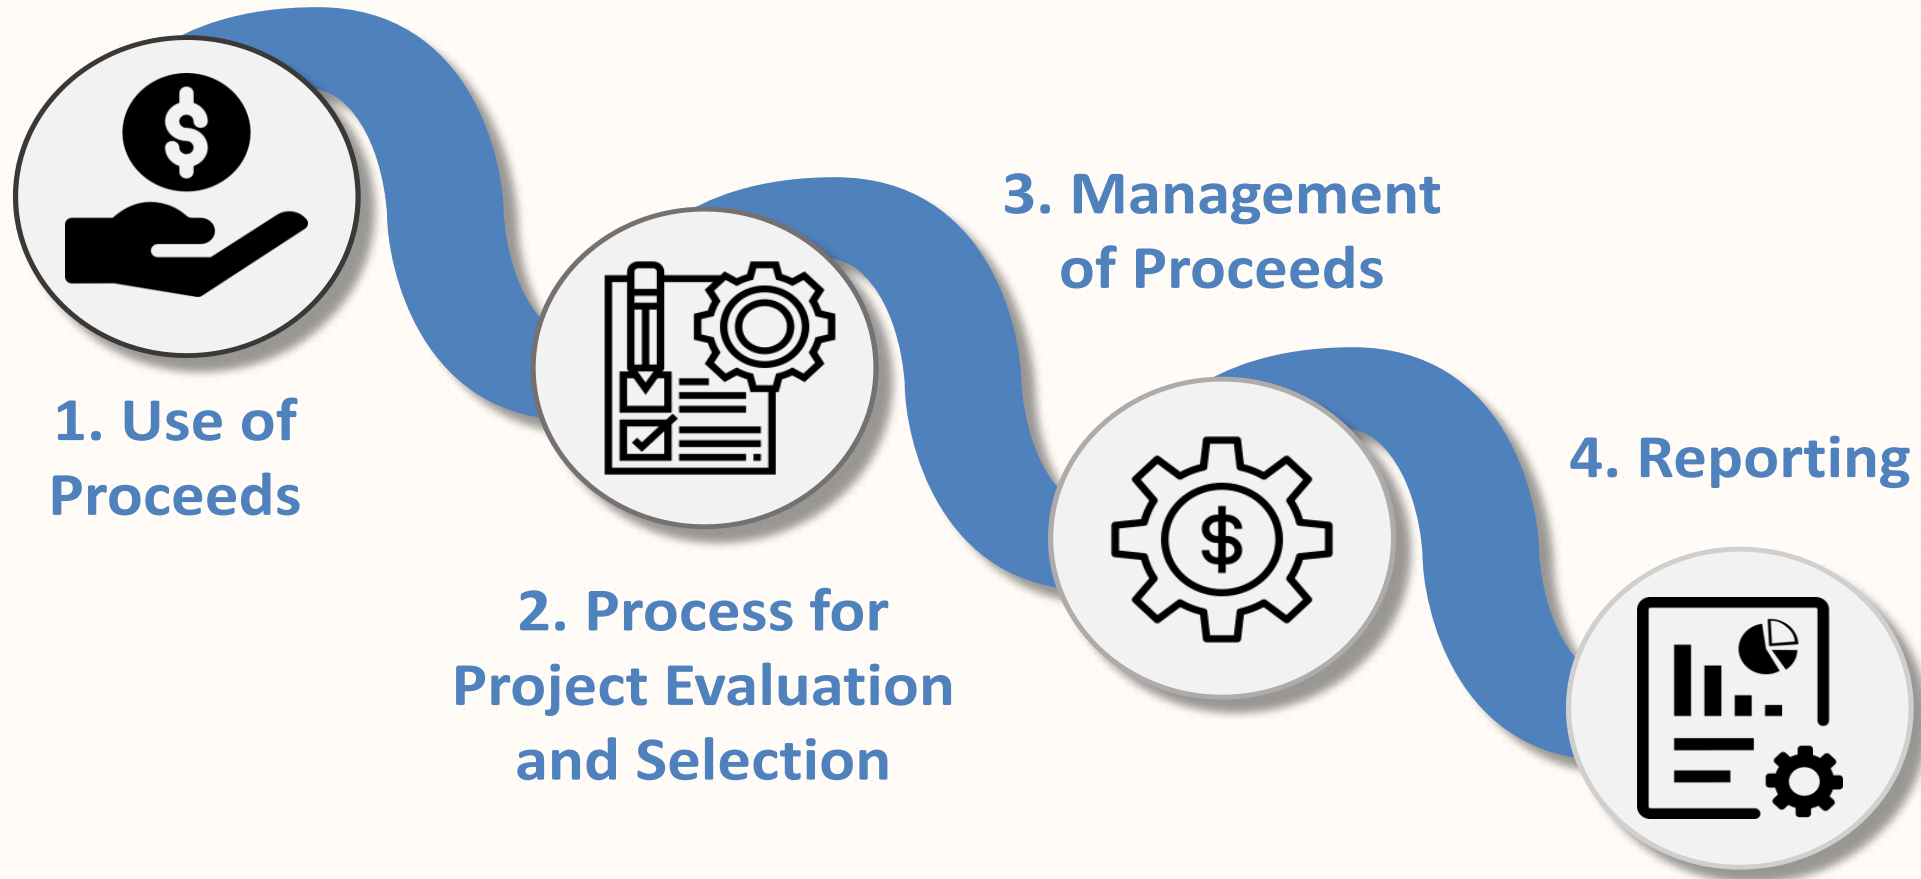 $
1. Use of
Proceeds
2. Process for
Project Evaluation
and Selection
3. Management
of Proceeds
$
4. Reporting